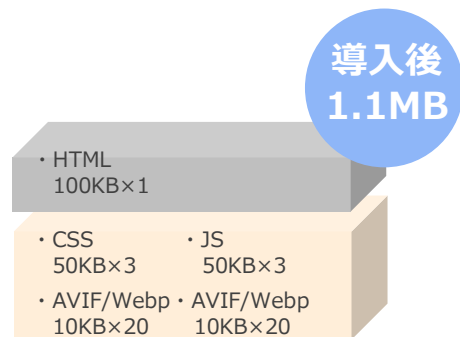 導入後
1.1MB
・HTML
100KB×1
・CSS ・JS
50KB×3 50KB×3
・AVIF/Webp ・AVIF/Webp
10KB×20 10KB×20